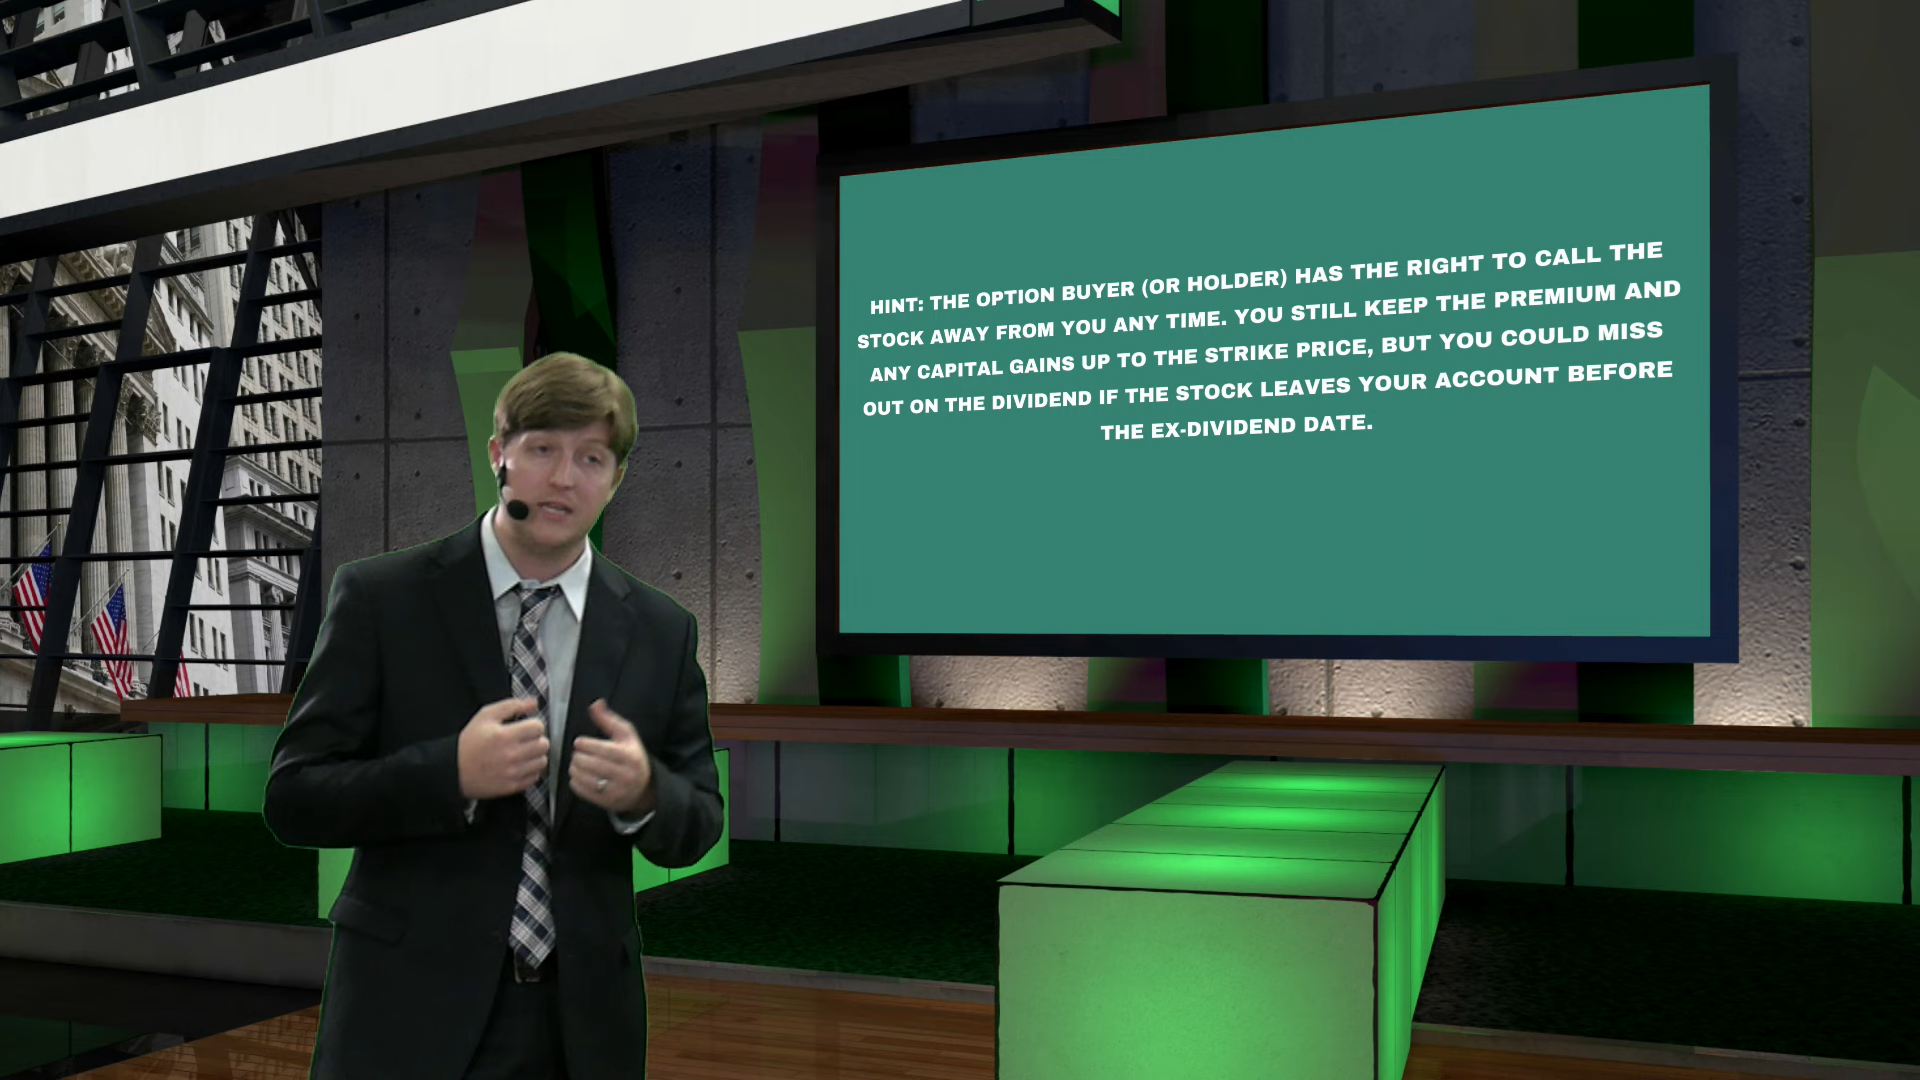 HINT: THE OPTION BUYER (OR HOLDER) HAS THE RIGHT TO CALL THE
STOCK AWAY FROM YOU ANY TIME. YOU STILL KEEP THE PREMIUM AND
ANY CAPITAL GAINS UP TO THE STRIKE PRICE, BUT YOU COULD MISS
OUT ON THE DIVIDEND IF THE STOCK LEAVES YOUR ACCOUNT BEFORE
THE EX-DIVIDEND DATE.